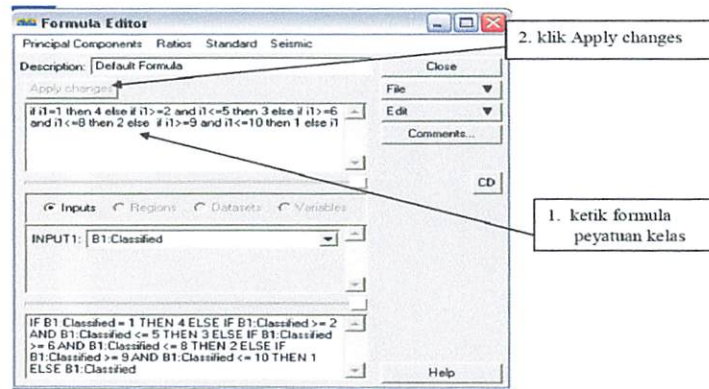 Formula Editor
Principal Components Ratios Standard Seismic
Description: Default Formula
Close
Apply changes
File
Edit
Comments...
CD
if i1=1 then 4 else if i1>=2 and i1<=5 then 3 else if i1>=6
and i1<=8 then 2 else if i1>=9 and i1<=10 then 1 else i1
Inputs Regions Datasets Variables
INPUT1: B1:Classified
IF B1:Classified = 1 THEN 4 ELSE IF B1:Classified >= 2
AND B1:Classified <= 5 THEN 3 ELSE IF B1:Classified
>= 6 AND B1:Classified <= 8 THEN 2 ELSE IF
B1:Classified >= 9 AND B1:Classified <= 10 THEN 1
ELSE B1:Classified
Help
2. klik Apply changes
1. ketik formula
peyatuan kelas